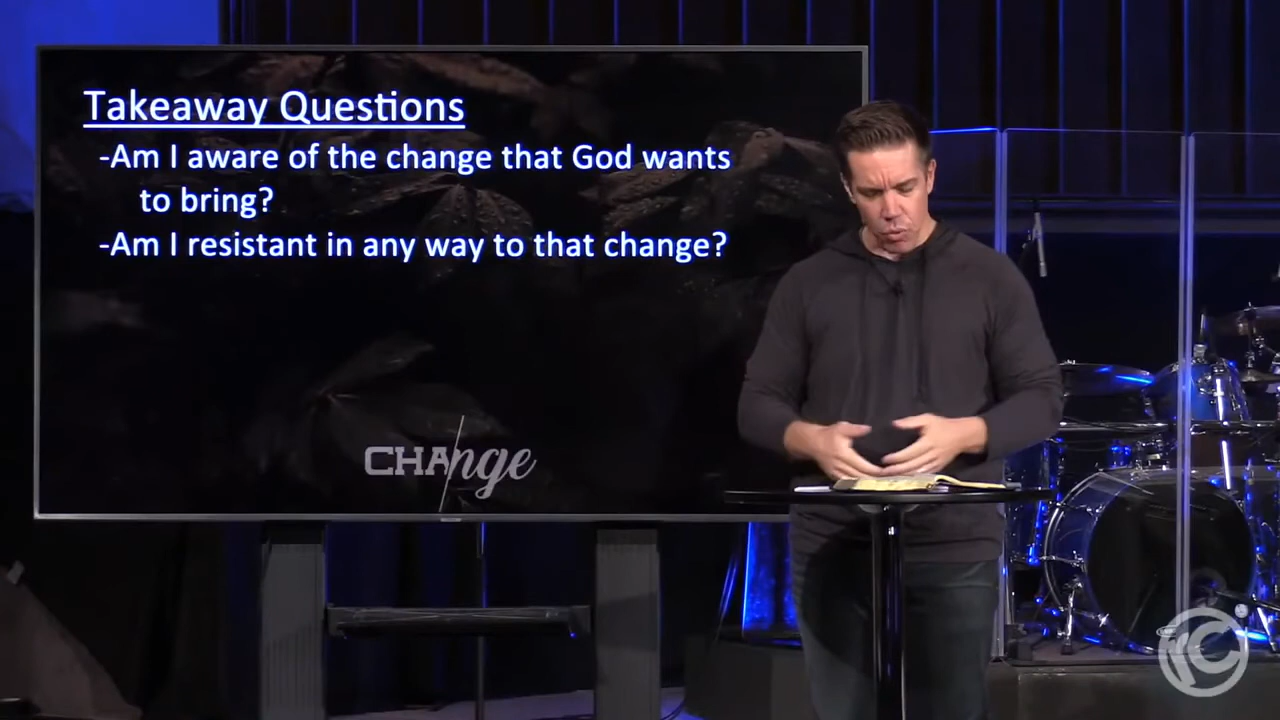 Takeaway Questions
-Am I aware of the change that God wants
to bring?
-Am I resistant in any way to that change?
CHAnge